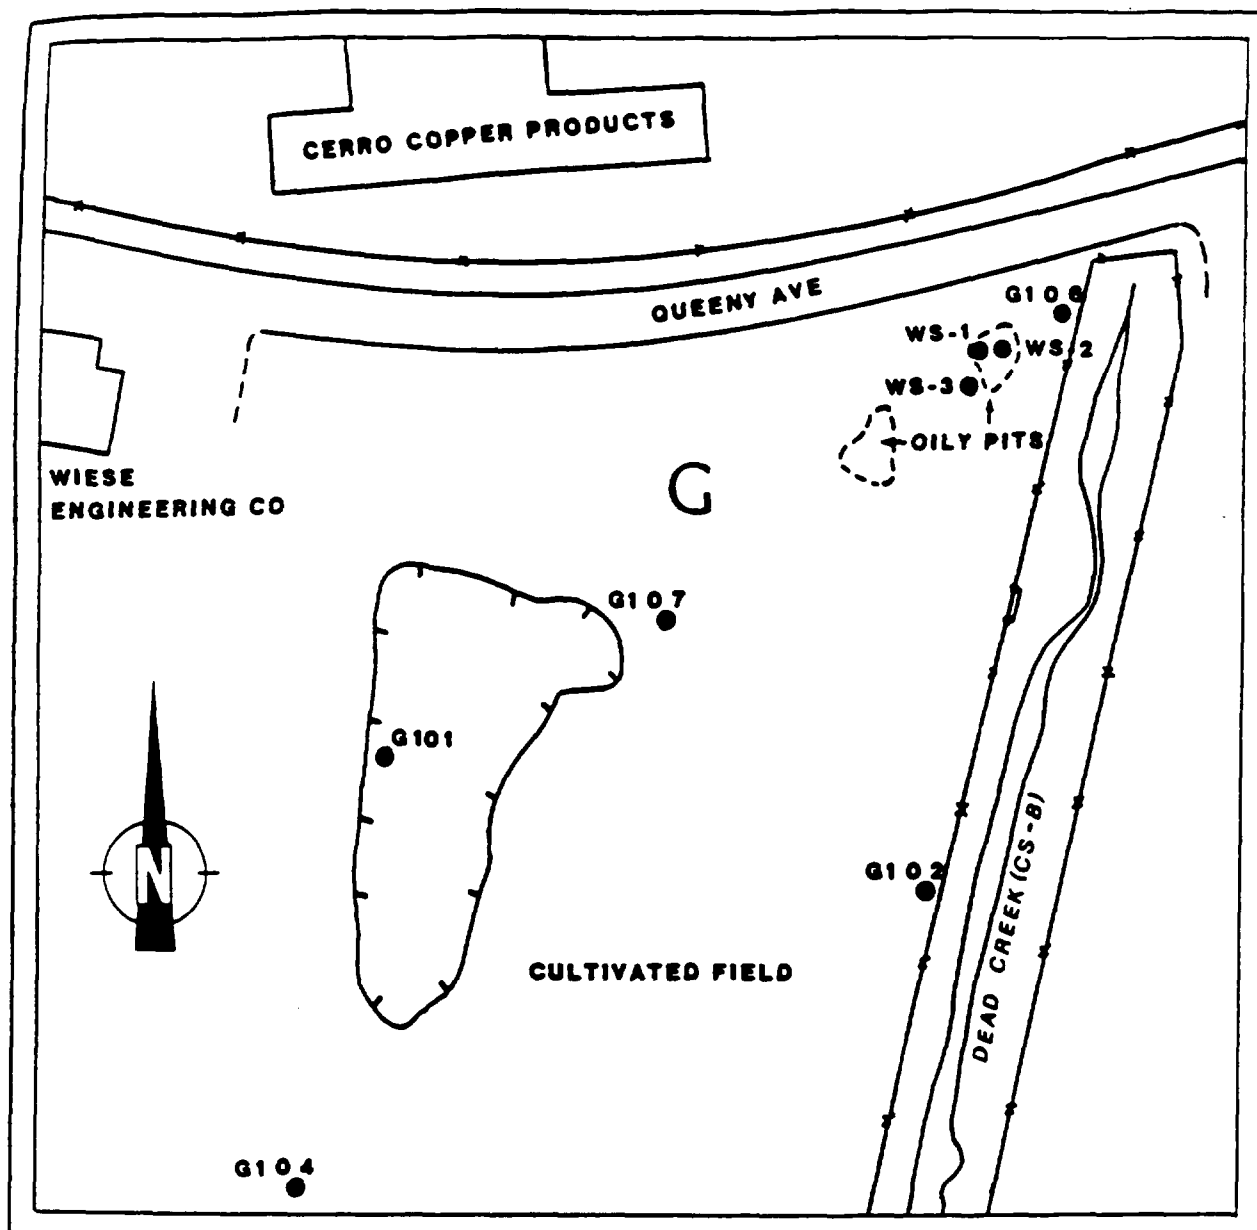 CERRO COPPER PRODUCTS
QUEENY AVE
G106
WS-1
WS-2
WS-3
OILY PITS
WIESE
ENGINEERING CO
G
G107
G101
G102
DEAD CREEK (CS-B)
N
CULTIVATED FIELD
G104